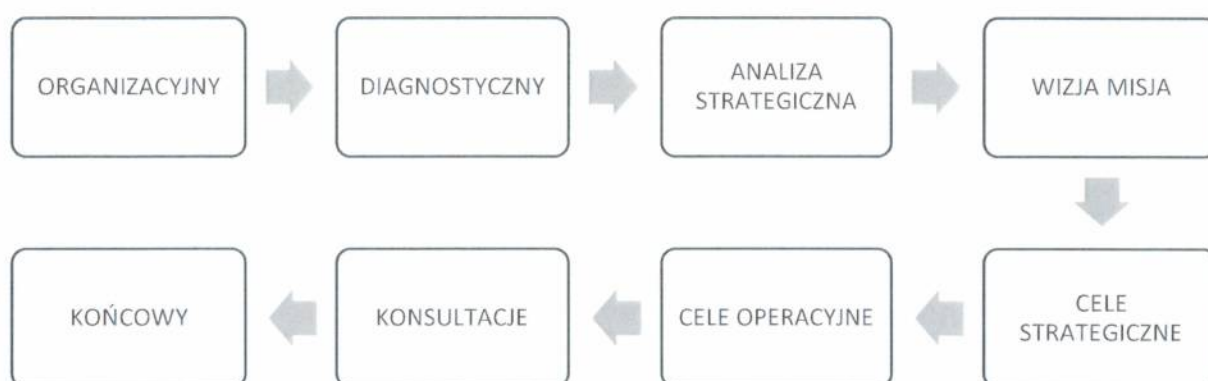 ORGANIZACYJNY
DIAGNOSTYCZNY
ANALIZA
STRATEGICZNA
WIZJA MISJA
CELE
STRATEGICZNE
CELE OPERACYJNE
KONSULTACJE
KOŃCOWY